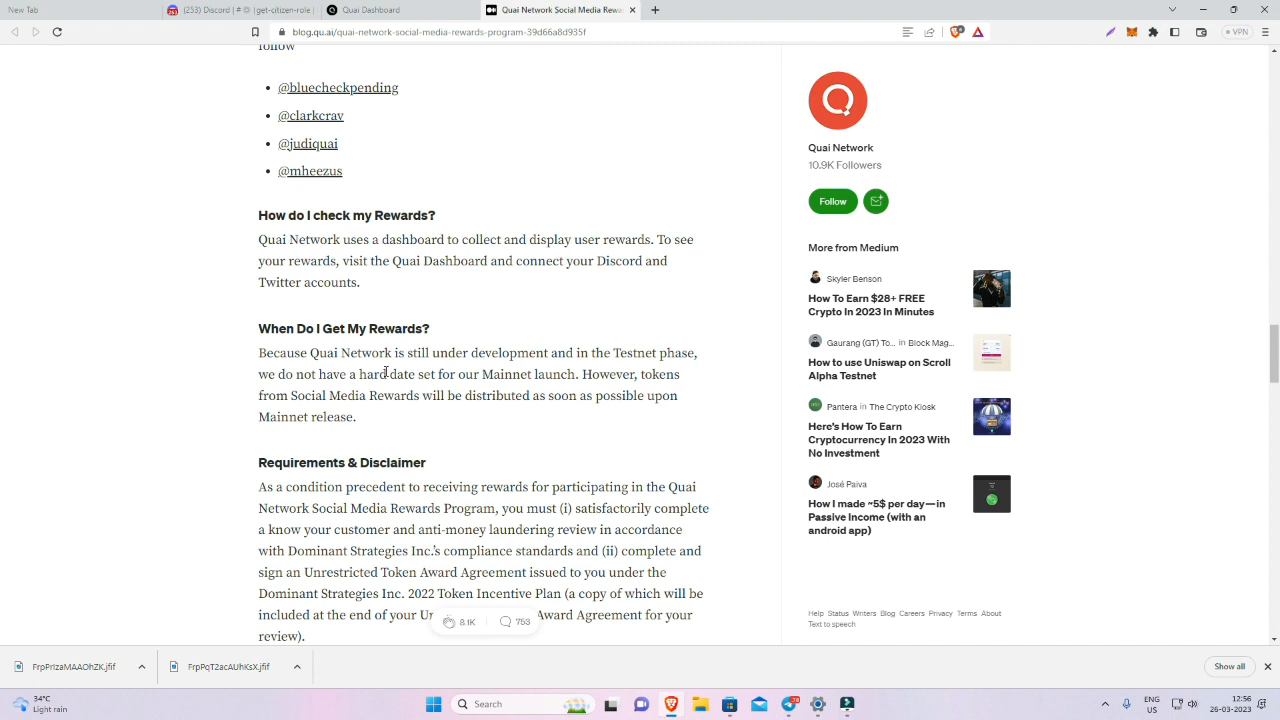 New Tab
(253) Discord | # ⁠| get-citizen-role
Quai Dashboard
Quai Network Social Media Rewa
blog.qu.ai/quai-network-social-media-rewards-program-39d66a8d935f
VPN
follow
@bluecheckpending
@clarkcrav
@judiquai
@mheezus
How do I check my Rewards?
Quai Network uses a dashboard to collect and display user rewards. To see
your rewards, visit the Quai Dashboard and connect your Discord and
Twitter accounts.
When Do I Get My Rewards?
Because Quai Network is still under development and in the Testnet phase,
we do not have a hard date set for our Mainnet launch. However, tokens
from Social Media Rewards will be distributed as soon as possible upon
Mainnet release.
Requirements & Disclaimer
As a condition precedent to receiving rewards for participating in the Quai
Network Social Media Rewards Program, you must (i) satisfactorily complete
a know your customer and anti-money laundering review in accordance
with Dominant Strategies Inc.’s compliance standards and (ii) complete and
sign an Unrestricted Token Award Agreement issued to you under the
Dominant Strategies Inc. 2022 Token Incentive Plan (a copy of which will be
included at the end of your Award Agreement for your
review).
8.1K
753
Quai Network
10.9K Followers
Follow
More from Medium
Skyler Benson
How To Earn $28+ FREE
Crypto In 2023 In Minutes
Gaurang (GT) To... in Block Mag...
How to use Uniswap on Scroll
Alpha Testnet
Pantera in The Crypto Kiosk
Here's How To Earn
Cryptocurrency In 2023 With
No Investment
José Paiva
How I made ~5$ per day—in
Passive Income (with an
android app)
Help Status Writers Blog Careers Privacy Terms About
Text to speech
FrpPrIzaMAAOhZK.jfif
FrpPqT2acAUhKsX.jfif
Show all
34°C
Light rain
Search
ENG
US
12:56
26-03-2023